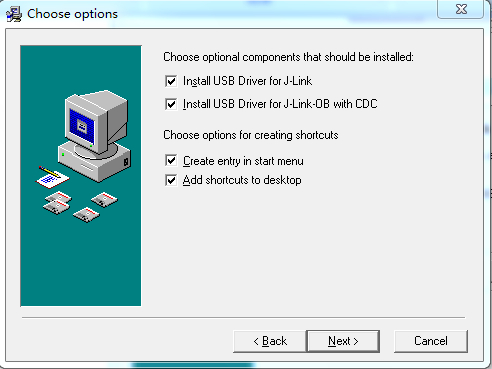 Choose options
Choose optional components that should be installed:
Install USB Driver for J-Link
Install USB Driver for J-Link-OB with CDC
Choose options for creating shortcuts
Create entry in start menu
Add shortcuts to desktop
< Back
Next >
Cancel